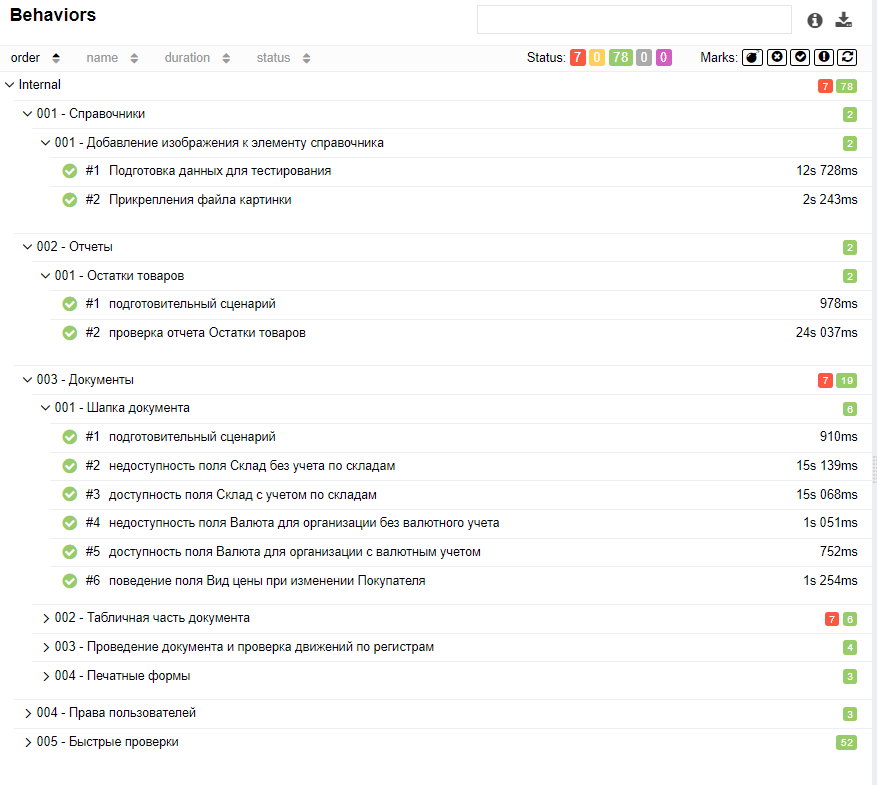 Behaviors
order name duration status Status: 7 0 78 0 0 Marks:
Internal 7 78
001 - Справочники 2
001 - Добавление изображения к элементу справочника 2
#1 Подготовка данных для тестирования 12s 728ms
#2 Прикрепления файла картинки 2s 243ms
002 - Отчеты 2
001 - Остатки товаров 2
#1 подготовительный сценарий 978ms
#2 проверка отчета Остатки товаров 24s 037ms
003 - Документы 7 19
001 - Шапка документа 6
#1 подготовительный сценарий 910ms
#2 недоступность поля Склад без учета по складам 15s 139ms
#3 доступность поля Склад с учетом по складам 15s 068ms
#4 недоступность поля Валюта для организации без валютного учета 1s 051ms
#5 доступность поля Валюта для организации с валютным учетом 752ms
#6 поведение поля Вид цены при изменении Покупателя 1s 254ms
002 - Табличная часть документа 7 6
003 - Проведение документа и проверка движений по регистрам 4
004 - Печатные формы 3
004 - Права пользователей 3
005 - Быстрые проверки 52